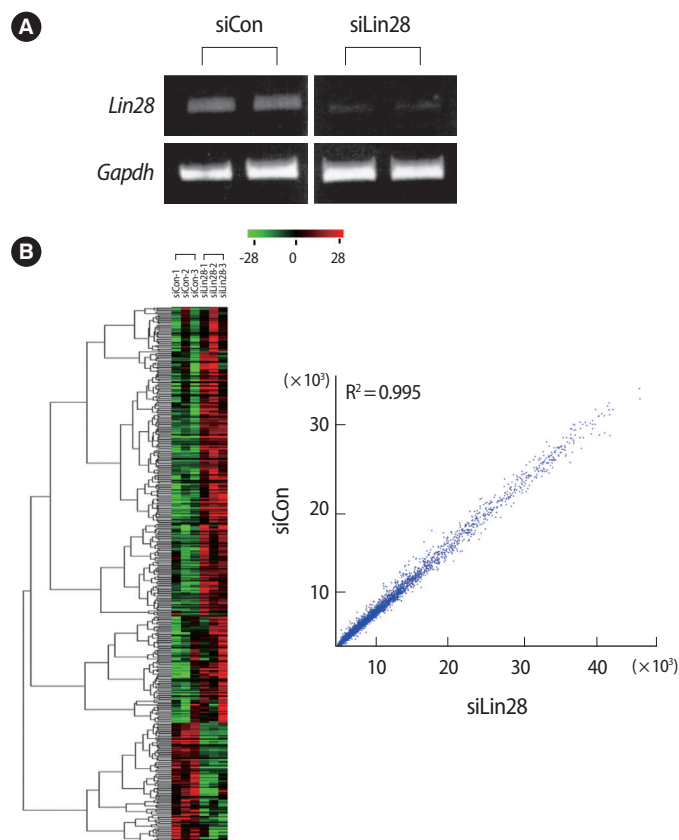 A
siCon siLin28
Lin28
Gapdh
B
-28 0 28
siCon-1 siCon-2 siCon-3 siLin28-1 siLin28-2 siLin28-3
(×10³)
R² = 0.995
30
20
10
siCon
10 20 30 40 (×10³)
siLin28